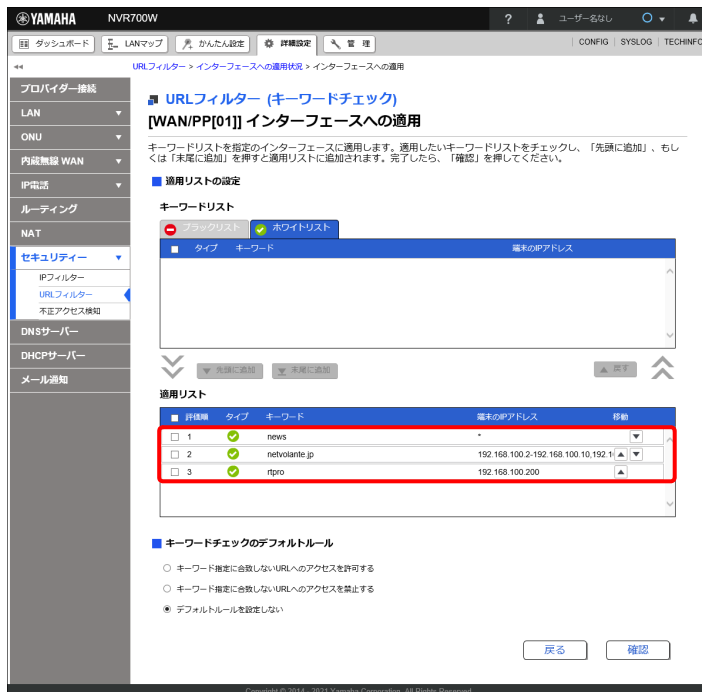 YAMAHA NVR700W ? ユーザー名なし
ダッシュボード LANマップ かんたん設定 詳細設定 管理 CONFIG SYSLOG TECHINFO
URLフィルター > インターフェースへの適用状況 > インターフェースへの適用
プロバイダー接続
LAN
ONU
内蔵無線 WAN
IP電話
ルーティング
NAT
セキュリティー
IPフィルター
URLフィルター
不正アクセス検知
DNSサーバー
DHCPサーバー
メール通知
URLフィルター (キーワードチェック)
[WAN/PP[01]] インターフェースへの適用
キーワードリストを指定のインターフェースに適用します。適用したいキーワードリストをチェックし、「先頭に追加」、もし
くは「末尾に追加」を押すと適用リストに追加されます。完了したら、「確認」を押してください。
適用リストの設定
キーワードリスト
ブラックリスト ホワイトリスト
タイプ キーワード 端末のIPアドレス
先頭に追加 末尾に追加 戻す
適用リスト
評価順 タイプ キーワード 端末のIPアドレス 移動
1 news *
2 netvolante.jp 192.168.100.2-192.168.100.10,192.1
3 rtpro 192.168.100.200
キーワードチェックのデフォルトルール
キーワード指定に合致しないURLへのアクセスを許可する
キーワード指定に合致しないURLへのアクセスを禁止する
デフォルトルールを設定しない
戻る 確認
Copyright © 2014 - 2021 Yamaha Corporation. All Rights Reserved.